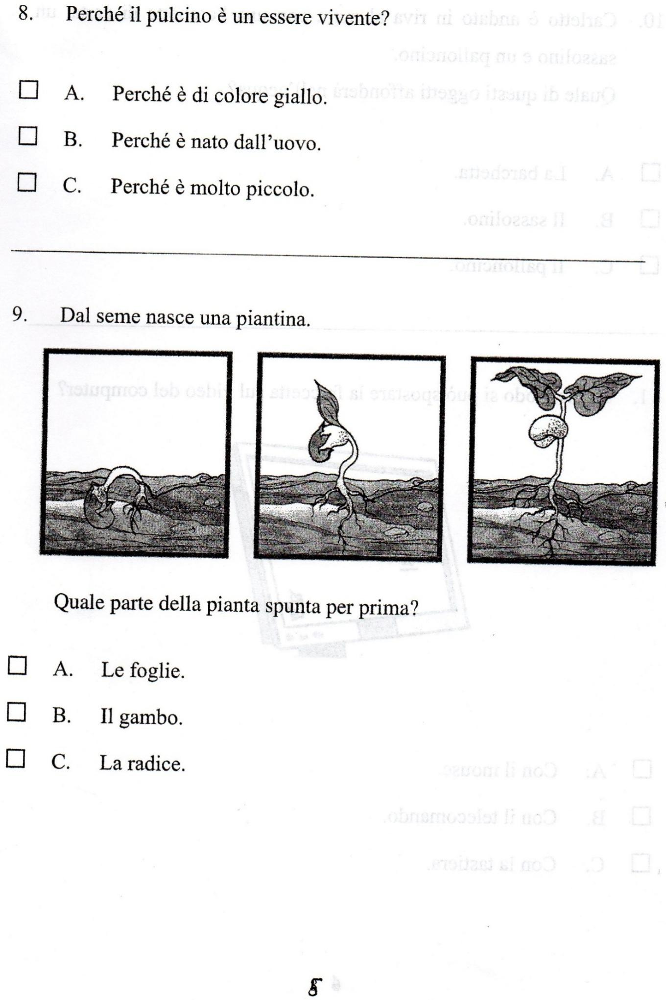 8. Perché il pulcino è un essere vivente?
A. Perché è di colore giallo.
B. Perché è nato dall’uovo.
C. Perché è molto piccolo.
9. Dal seme nasce una piantina.
Quale parte della pianta spunta per prima?
A. Le foglie.
B. Il gambo.
C. La radice.
5